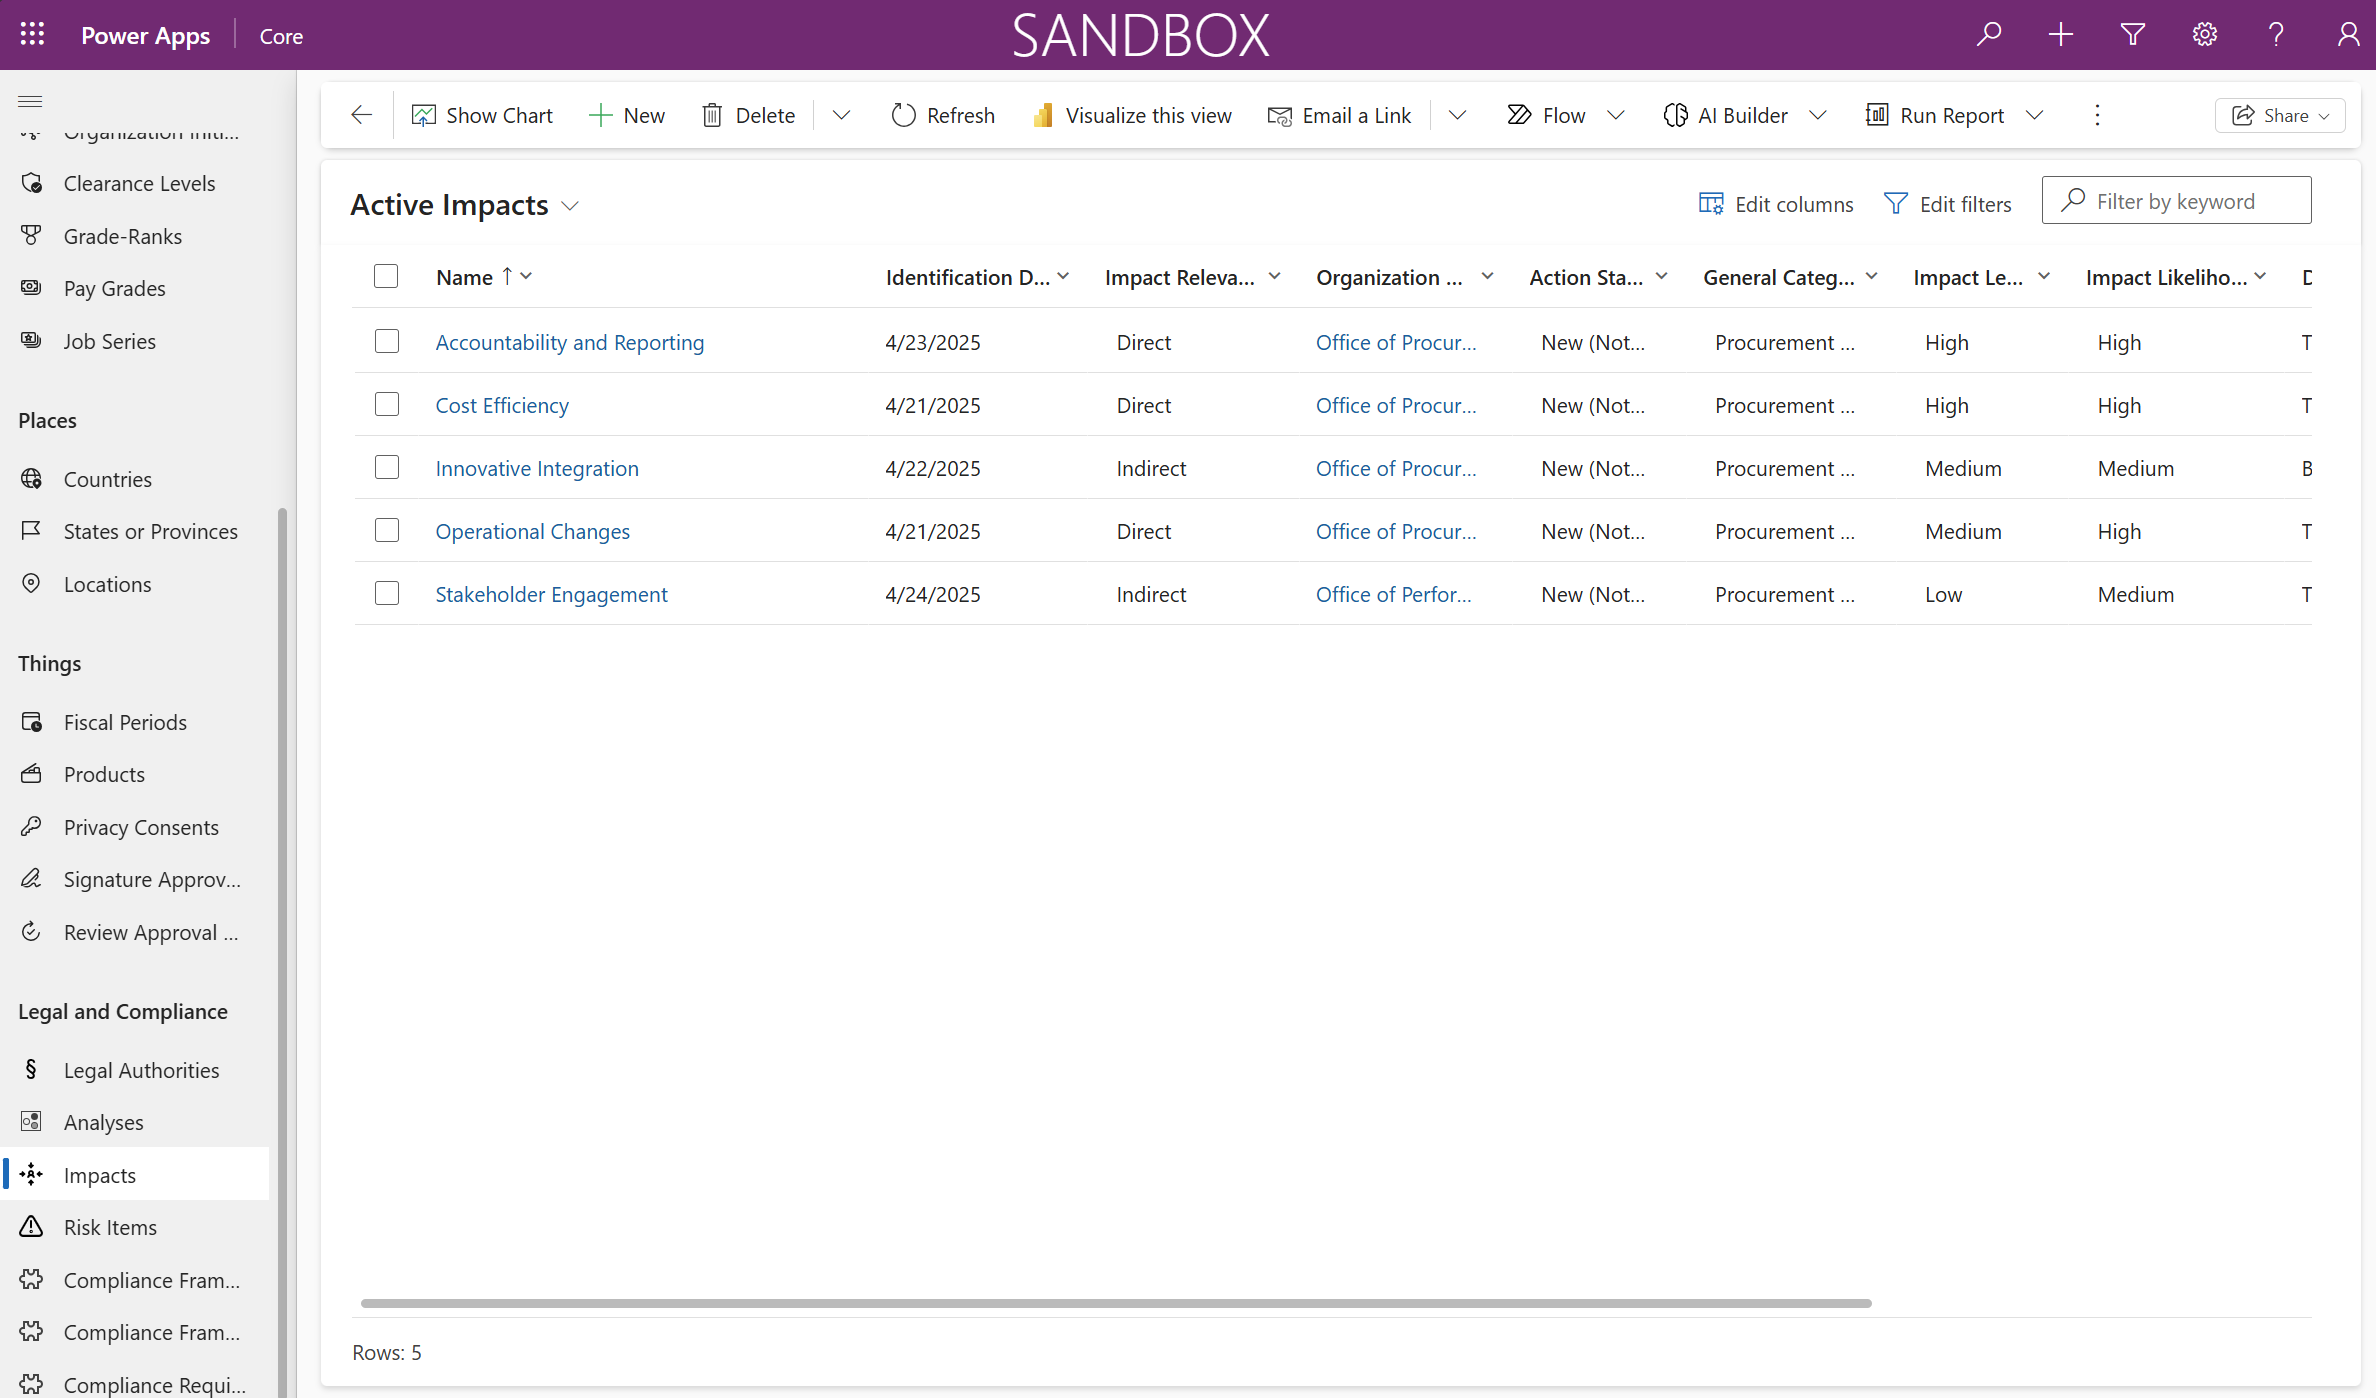 Power Apps Core SANDBOX
Show Chart New Delete Refresh Visualize this view Email a Link Flow AI Builder Run Report Share
Clearance Levels
Grade-Ranks
Pay Grades
Job Series
Places
Countries
States or Provinces
Locations
Things
Fiscal Periods
Products
Privacy Consents
Signature Approv...
Review Approval ...
Legal and Compliance
§ Legal Authorities
Analyses
Impacts
Risk Items
Compliance Fram...
Compliance Fram...
Compliance Requi...
Active Impacts Edit columns Edit filters Filter by keyword
Name ↑ Identification D... Impact Releva... Organization ... Action Sta... General Categ... Impact Le... Impact Likeliho...
Accountability and Reporting 4/23/2025 Direct Office of Procur... New (Not... Procurement ... High High T
Cost Efficiency 4/21/2025 Direct Office of Procur... New (Not... Procurement ... High High T
Innovative Integration 4/22/2025 Indirect Office of Procur... New (Not... Procurement ... Medium Medium B
Operational Changes 4/21/2025 Direct Office of Procur... New (Not... Procurement ... Medium High T
Stakeholder Engagement 4/24/2025 Indirect Office of Perfor... New (Not... Procurement ... Low Medium T
Rows: 5